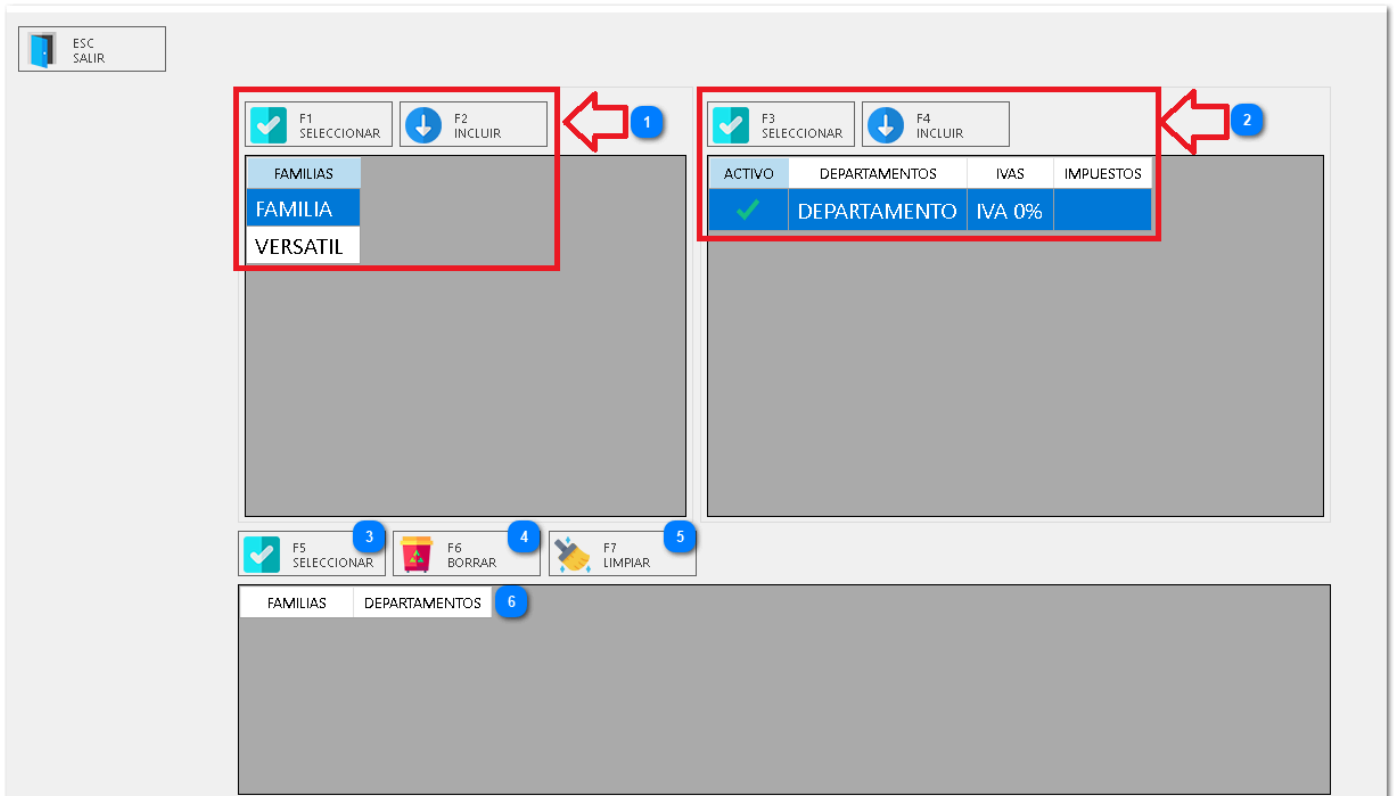 ESC
SALIR
F1
SELECCIONAR
F2
INCLUIR
1
F3
SELECCIONAR
F4
INCLUIR
2
FAMILIAS
FAMILIA
VERSATIL
ACTIVO DEPARTAMENTOS IVAS IMPUESTOS
DEPARTAMENTO IVA 0%
F5
SELECCIONAR
3
F6
BORRAR
4
F7
LIMPIAR
5
FAMILIAS DEPARTAMENTOS 6